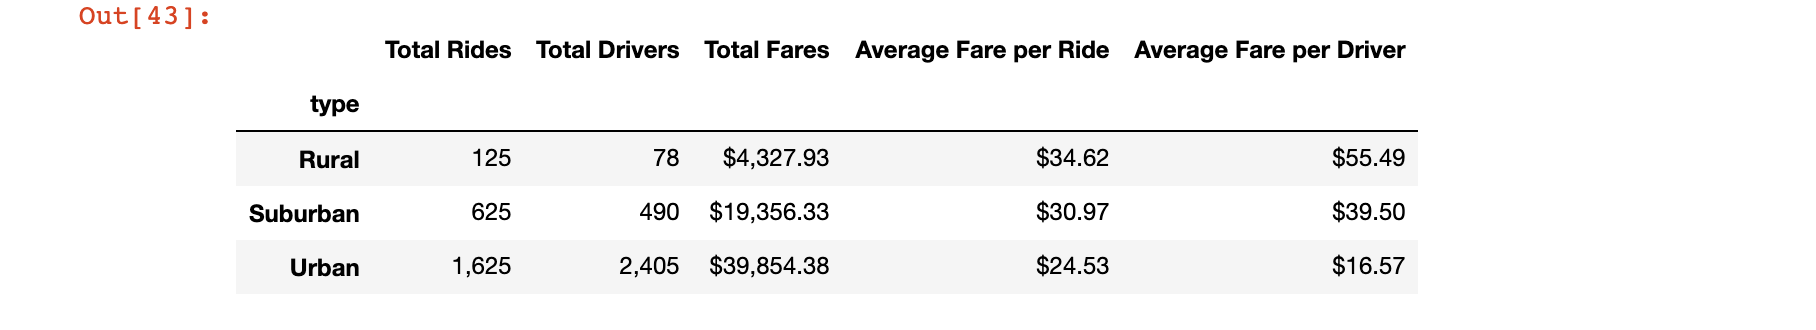 Out[43]:
Total Rides Total Drivers Total Fares Average Fare per Ride Average Fare per Driver
type
Rural 125 78 $4,327.93 $34.62 $55.49
Suburban 625 490 $19,356.33 $30.97 $39.50
Urban 1,625 2,405 $39,854.38 $24.53 $16.57